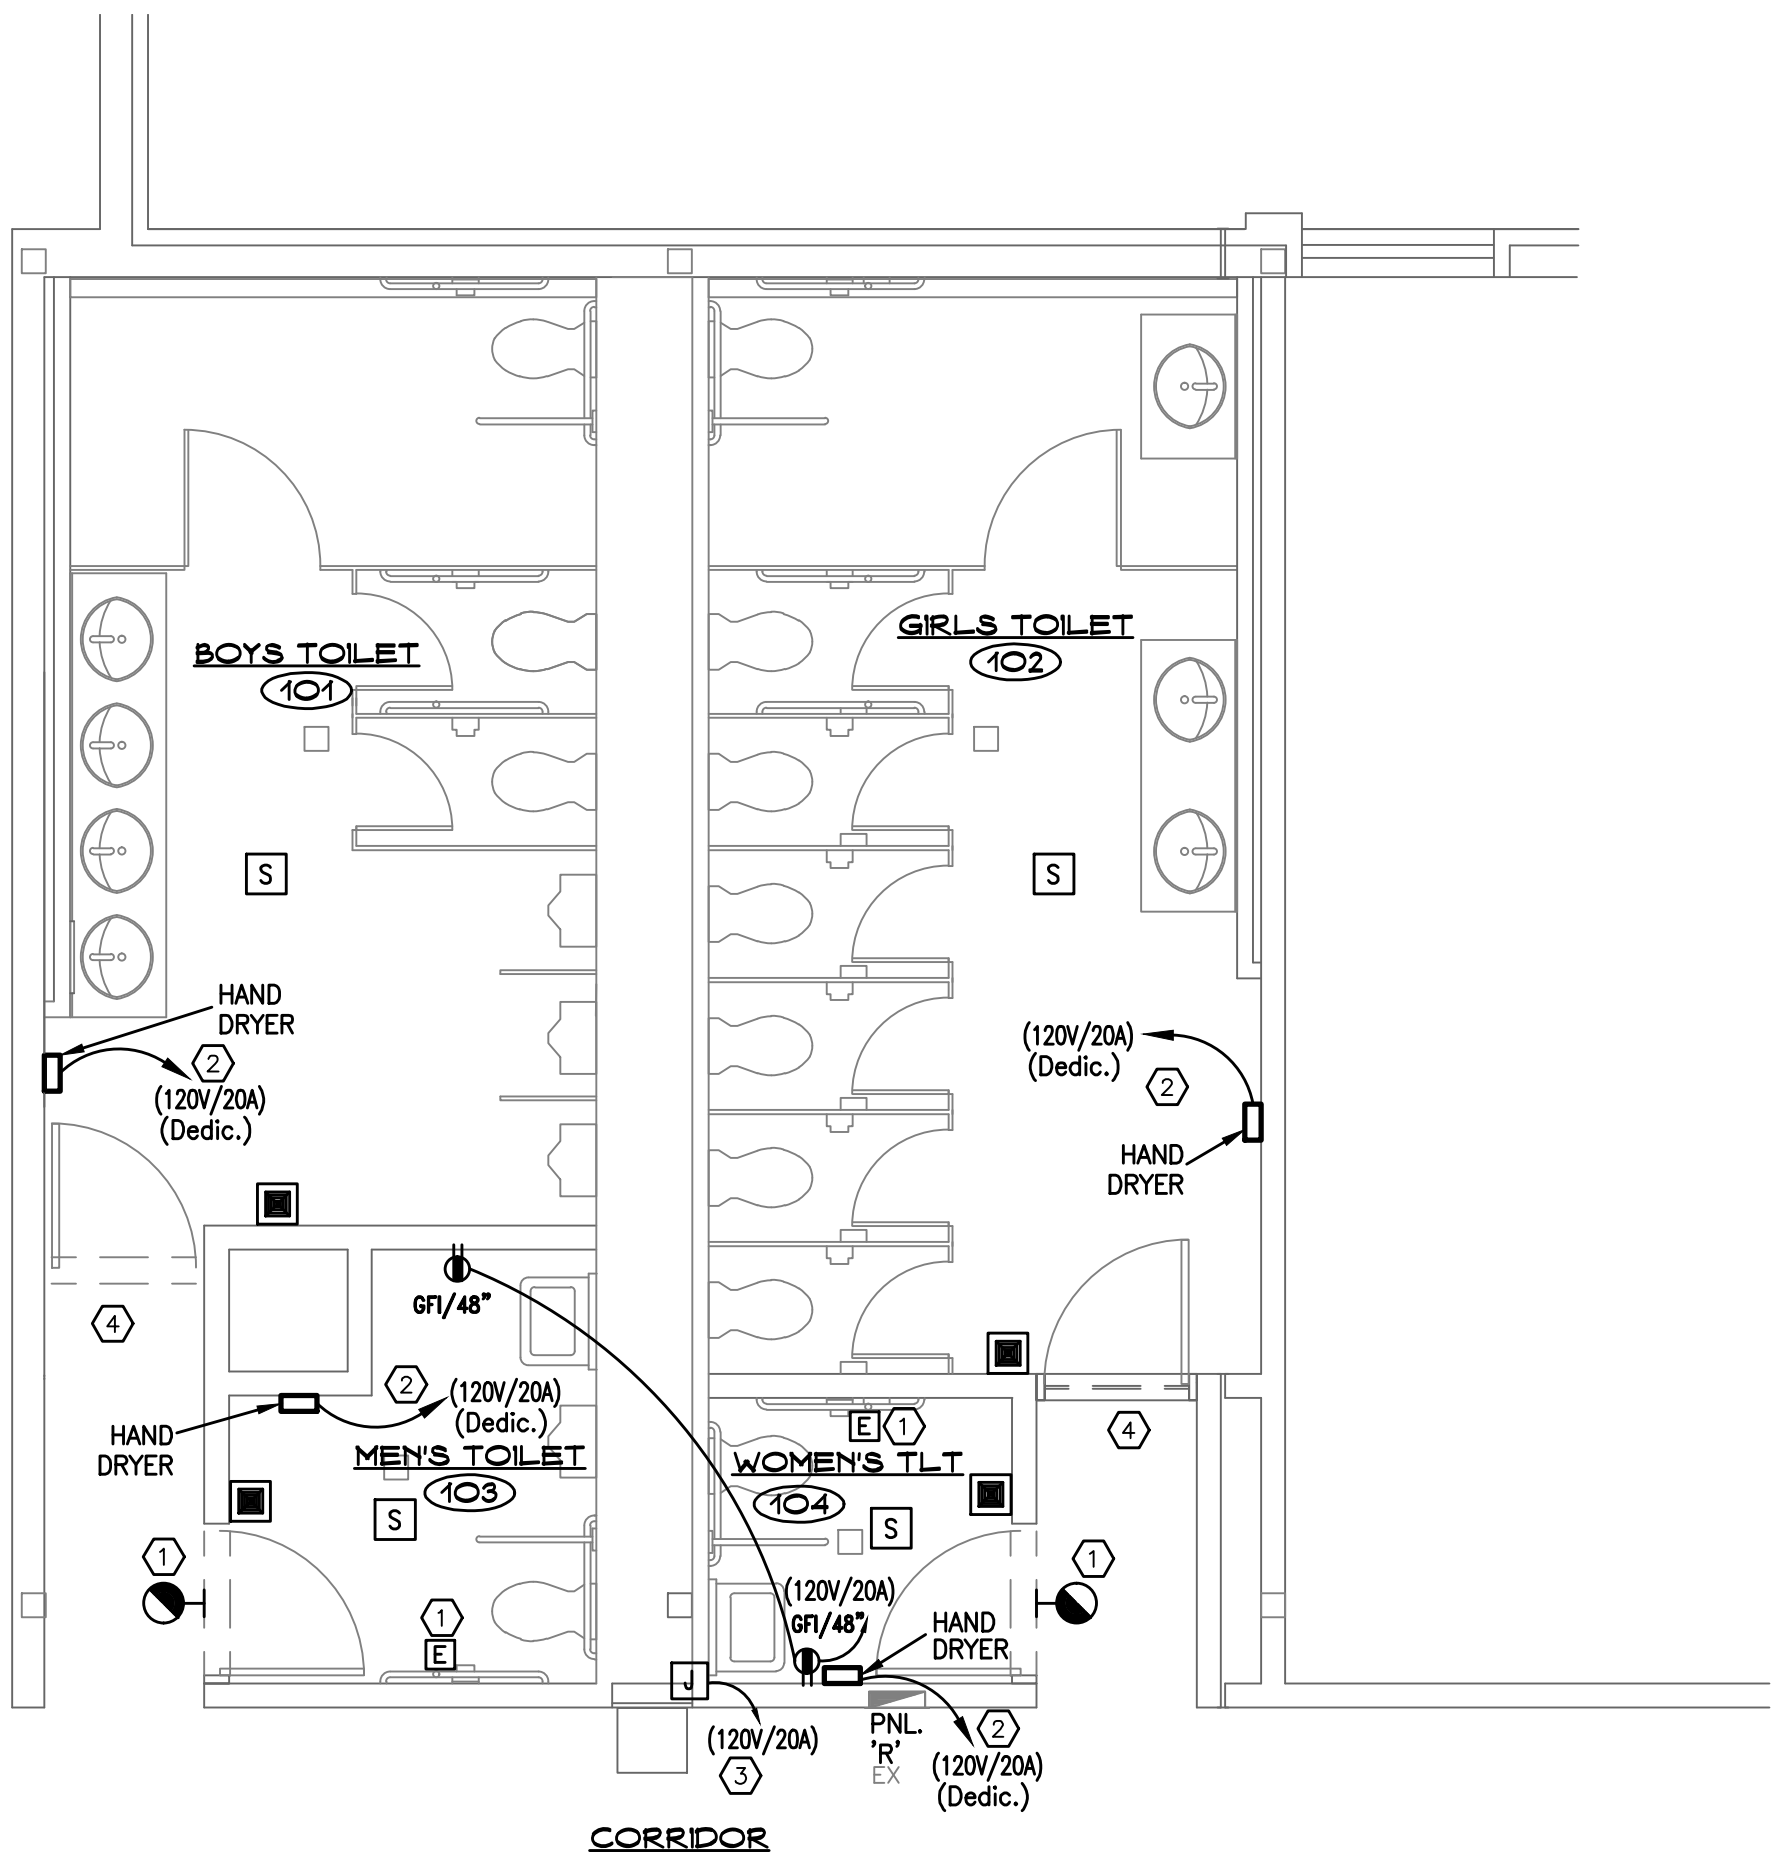 GIRLS TOILET
102
BOYS TOILET
101
S
S
HAND
DRYER
2
(120V/20A)
(Dedic.)
(120V/20A)
(Dedic.)
2
HAND
DRYER
4
GFI/48"
2
(120V/20A)
(Dedic.)
HAND
DRYER
MEN'S TOILET
103
S
E
1
4
WOMEN'S TLT
104
S
1
1
1
E
(120V/20A)
GFI/48"
HAND
DRYER
J
(120V/20A)
3
PNL.
'R'
EX
2
(120V/20A)
(Dedic.)
CORRIDOR